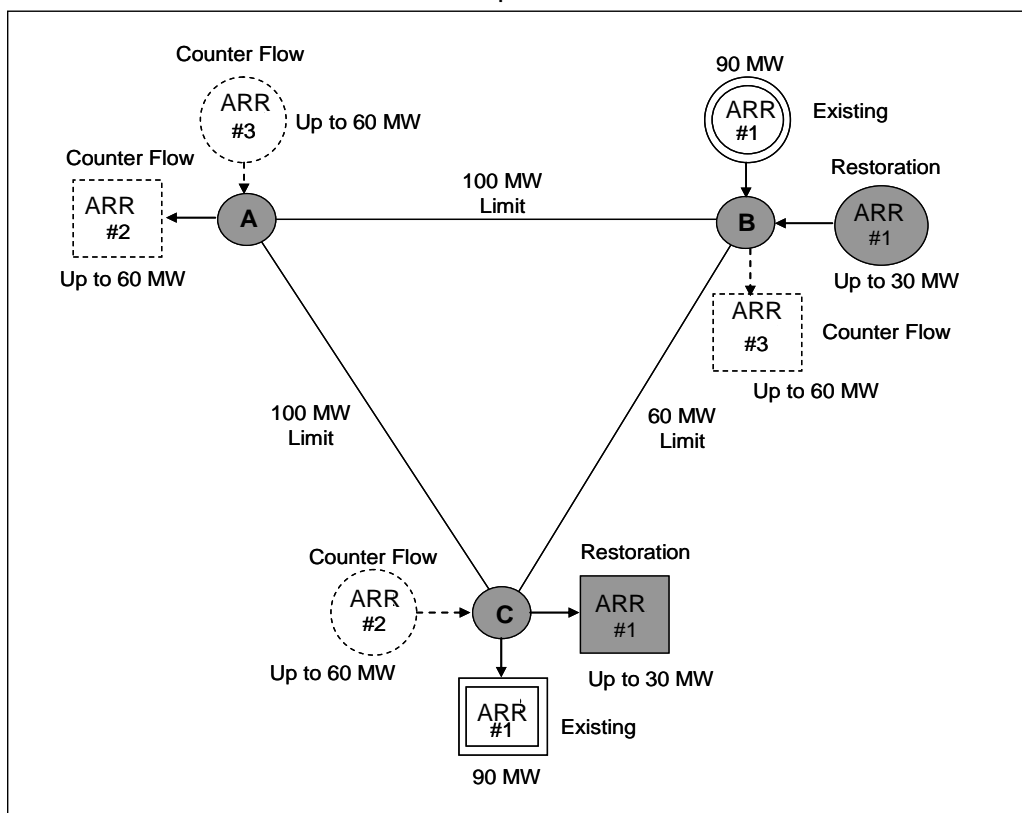 Counter Flow
ARR
#3
Up to 60 MW
Counter Flow
ARR
#2
Up to 60 MW
A
100 MW
Limit
90 MW
ARR
#1
Existing
Restoration
ARR
#1
Up to 30 MW
B
ARR
#3
Counter Flow
Up to 60 MW
100 MW
Limit
60 MW
Limit
Counter Flow
ARR
#2
Up to 60 MW
C
Restoration
ARR
#1
Up to 30 MW
ARR
#1
Existing
90 MW